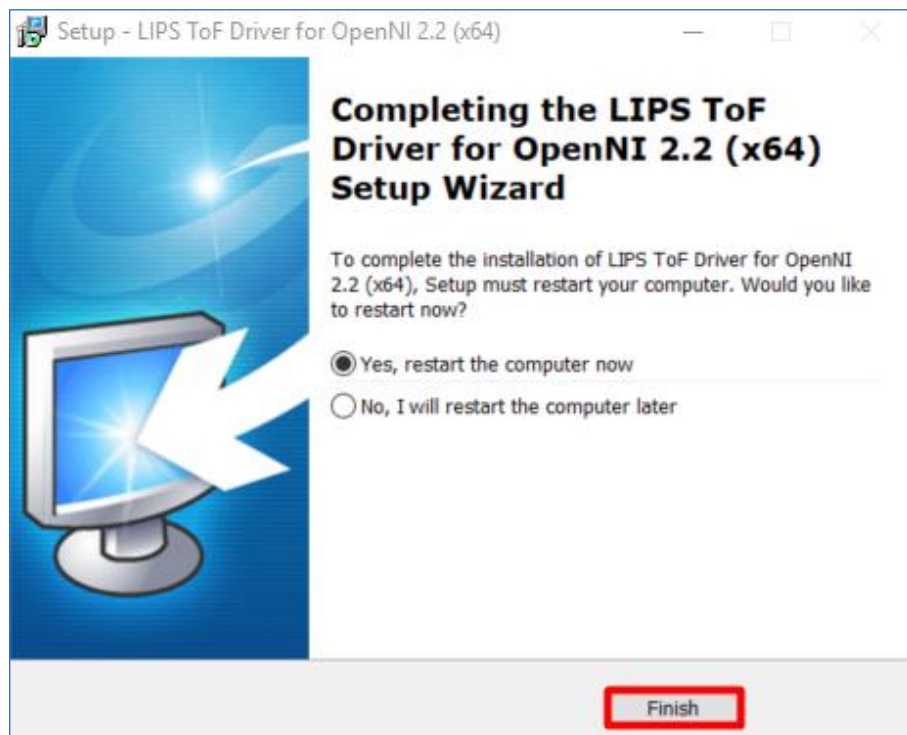 Setup - LIPS ToF Driver for OpenNI 2.2 (x64)
Completing the LIPS ToF
Driver for OpenNI 2.2 (x64)
Setup Wizard
To complete the installation of LIPS ToF Driver for OpenNI
2.2 (x64), Setup must restart your computer. Would you like
to restart now?
Yes, restart the computer now
No, I will restart the computer later
Finish